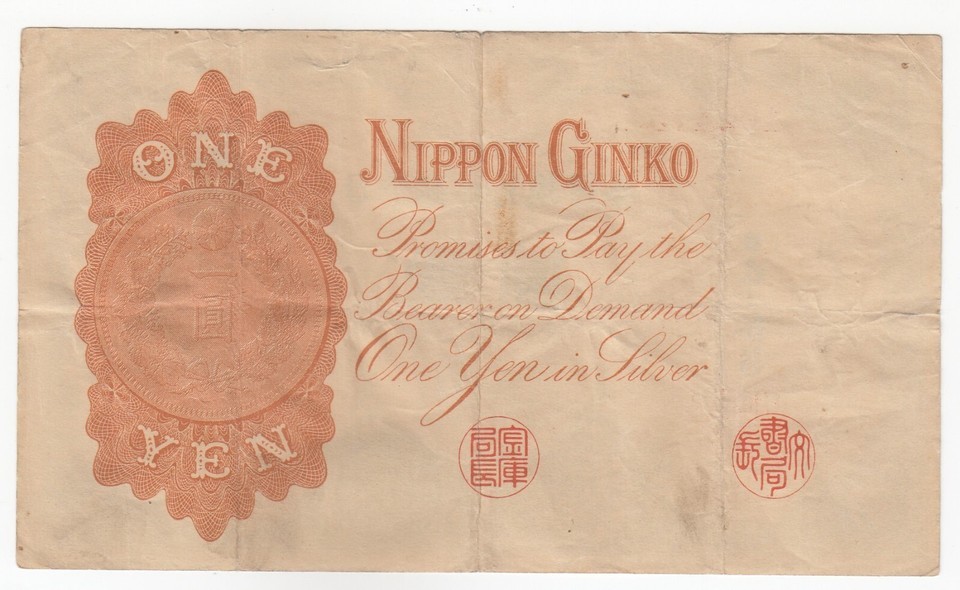 ONE
一圓
YEN
NIPPON GINKO
Promises to Pay the
Bearer on Demand
One Yen in Silver
金庫局長
文書局長